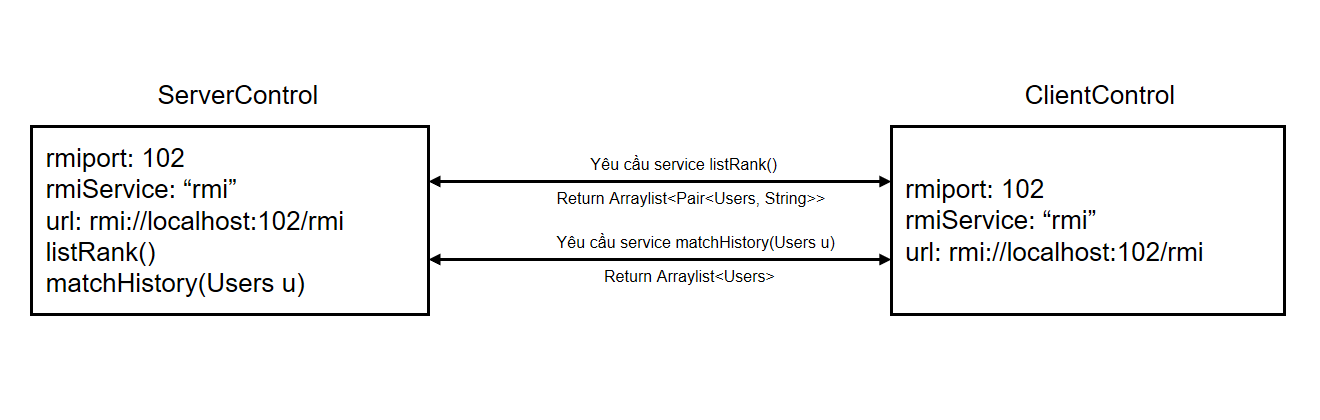 ServerControl
rmiport: 102
rmiService: “rmi”
url: rmi://localhost:102/rmi
listRank()
matchHistory(Users u)
Yêu cầu service listRank()
Return Arraylist<Pair<Users, String>>
Yêu cầu service matchHistory(Users u)
Return Arraylist<Users>
ClientControl
rmiport: 102
rmiService: “rmi”
url: rmi://localhost:102/rmi